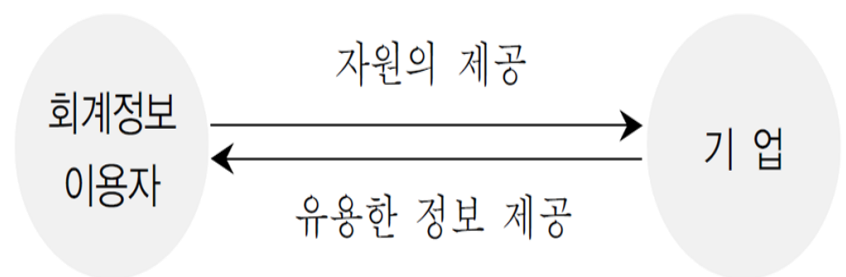 자원의 제공
회계정보
이용자
기 업
유용한 정보 제공